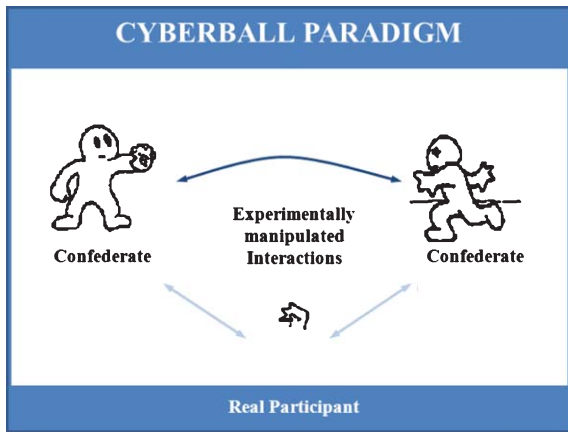 CYBERBALL PARADIGM
Experimentally
manipulated
Interactions
Confederate
Confederate
Real Participant